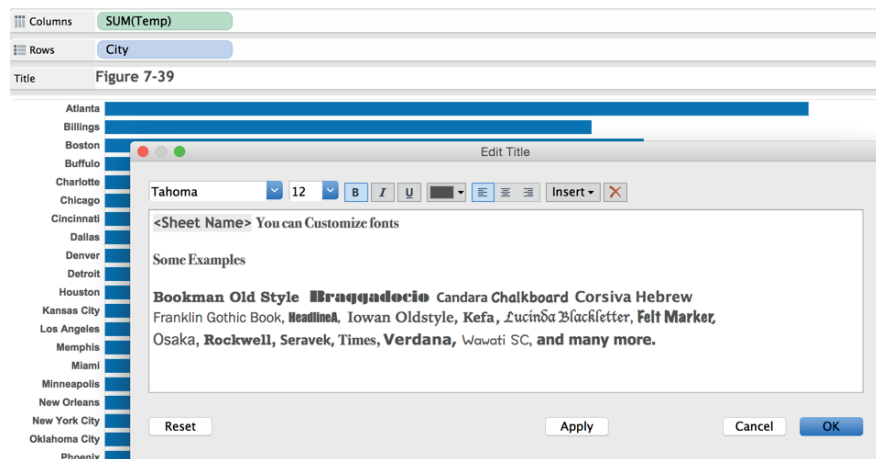 Columns SUM(Temp)
Rows City
Title Figure 7-39
Atlanta
Billings
Boston
Buffulo
Charlotte
Chicago
Cincinnati
Dallas
Denver
Detroit
Houston
Kansas City
Los Angeles
Memphis
Miami
Minneapolis
New Orleans
New York City
Oklahoma City
Phoenix
Edit Title
Tahoma 12 B I U Insert
<Sheet Name> You can Customize fonts
Some Examples
Bookman Old Style Braggadocio Candara Chalkboard Corsiva Hebrew
Franklin Gothic Book, HeadlineA, Iowan Oldstyle, Kefa, Lucinda Blackletter, Felt Marker,
Osaka, Rockwell, Seravek, Times, Verdana, Wawati SC, and many more.
Reset Apply Cancel OK